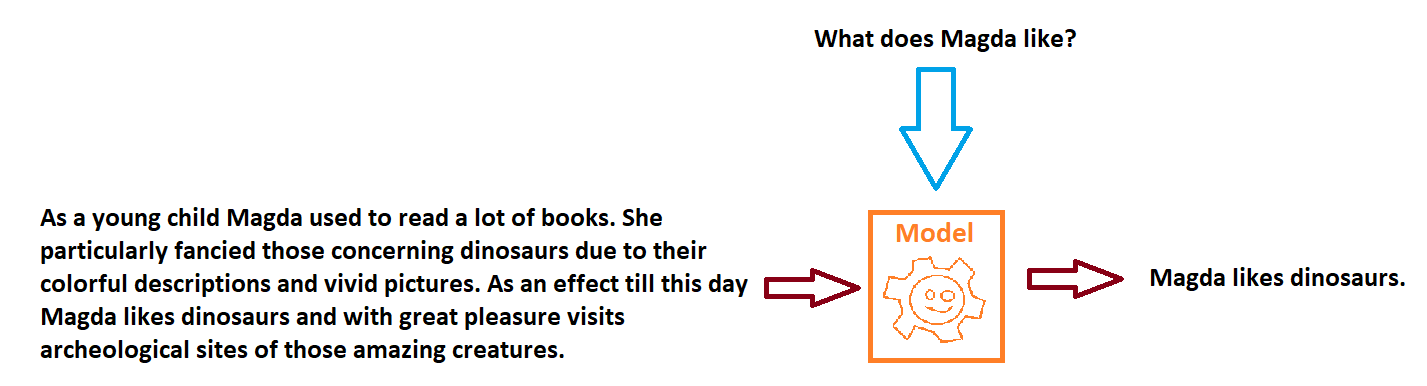 What does Magda like?
As a young child Magda used to read a lot of books. She
particularly fancied those concerning dinosaurs due to their
colorful descriptions and vivid pictures. As an effect till this day
Magda likes dinosaurs and with great pleasure visits
archeological sites of those amazing creatures.
Model
Magda likes dinosaurs.